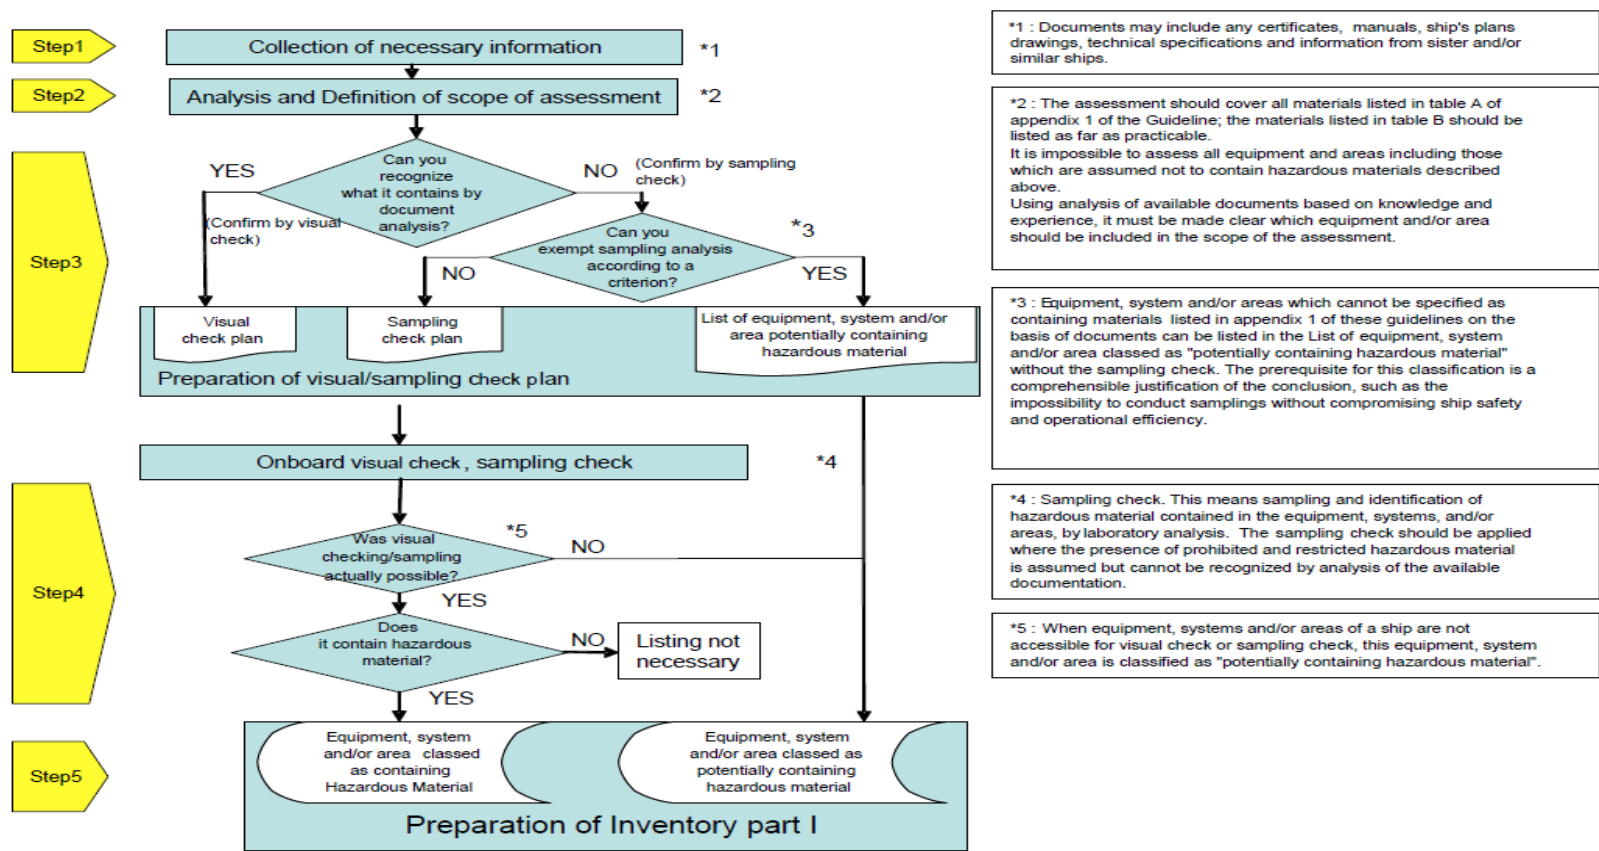 Step1
Collection of necessary information
*1
Step2
Analysis and Definition of scope of assessment
*2
Step3
Can you
recognize
what it contains by
document
analysis?
YES
(Confirm by visual
check)
NO
(Confirm by sampling
check)
Can you
exempt sampling analysis
according to a
criterion?
*3
NO
YES
Visual
check plan
Sampling
check plan
List of equipment, system and/or
area potentially containing
hazardous material
Preparation of visual/sampling check plan
Onboard visual check , sampling check
*4
Step4
Was visual
checking/sampling
actually possible?
*5
NO
YES
Does
it contain hazardous
material?
NO
Listing not
necessary
YES
Step5
Equipment, system
and/or area classed
as containing
Hazardous Material
Equipment, system
and/or area classed as
potentially containing
hazardous material
Preparation of Inventory part I
*1 : Documents may include any certificates, manuals, ship's plans
drawings, technical specifications and information from sister and/or
similar ships.
*2 : The assessment should cover all materials listed in table A of
appendix 1 of the Guideline; the materials listed in table B should be
listed as far as practicable.
It is impossible to assess all equipment and areas including those
which are assumed not to contain hazardous materials described
above.
Using analysis of available documents based on knowledge and
experience, it must be made clear which equipment and/or area
should be included in the scope of the assessment.
*3 : Equipment, system and/or areas which cannot be specified as
containing materials listed in appendix 1 of these guidelines on the
basis of documents can be listed in the List of equipment, system
and/or area classed as "potentially containing hazardous material"
without the sampling check. The prerequisite for this classification is a
comprehensible justification of the conclusion, such as the
impossibility to conduct samplings without compromising ship safety
and operational efficiency.
*4 : Sampling check. This means sampling and identification of
hazardous material contained in the equipment, systems, and/or
areas, by laboratory analysis. The sampling check should be applied
where the presence of prohibited and restricted hazardous material
is assumed but cannot be recognized by analysis of the available
documentation.
*5 : When equipment, systems and/or areas of a ship are not
accessible for visual check or sampling check, this equipment, system
and/or area is classified as "potentially containing hazardous material".